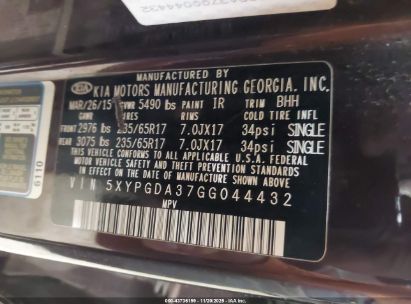 MANUFACTURED BY
KIA KIA MOTORS MANUFACTURING GEORGIA, INC.
MAR/26/15 GVWR 5490 lbs PAINT IR TRIM BHH
GAWR TIRES RIMS COLD TIRE INFL
FRONT 2976 lbs 235/65R17 7.0JX17 34psi SINGLE
REAR 3075 lbs 235/65R17 7.0JX17 34psi SINGLE
THIS VEHICLE CONFORMS TO ALL APPLICABLE U.S.A. FEDERAL MOTOR
VEHICLE SAFETY STANDARDS IN EFFECT ON THE DATE OF
MANUFACTURE SHOWN ABOVE.
VIN 5XYPGDA37GG044432
MPV
6110